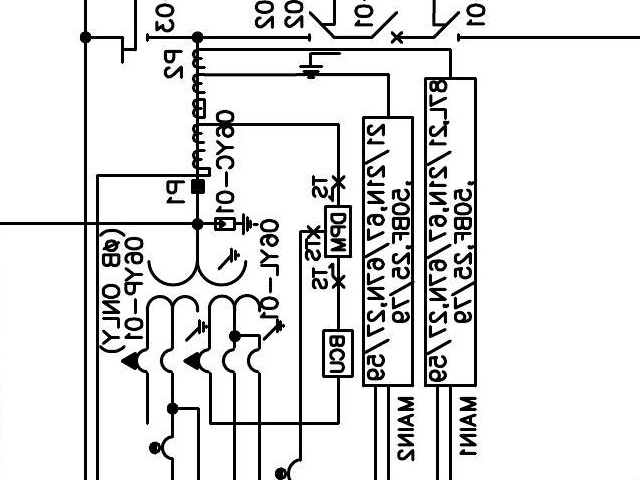 03
02
02
-01
01
P2
P1
06YC-01
TS
DPM
TS
TS
BCU
21/21N,67/67N,27/59
,50BF,25/79
87L,21/21N,67/67N,27/59
,50BF,25/79
06YL-01
06YP-01
(ØB ONLY)
MAIN2
MAIN1